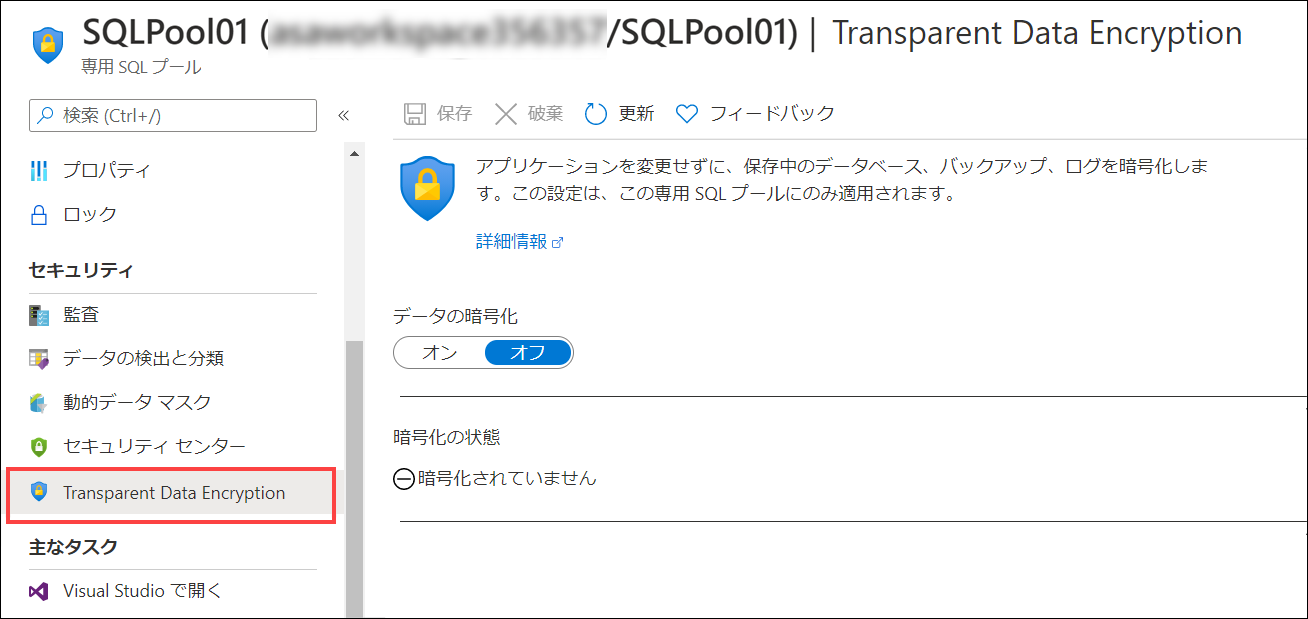 SQLPool01 (/SQLPool01) | Transparent Data Encryption
専用 SQL プール
検索 (Ctrl+/)
«
プロパティ
ロック
セキュリティ
監査
データの検出と分類
動的データ マスク
セキュリティ センター
Transparent Data Encryption
主なタスク
Visual Studio で開く
保存 破棄 更新 フィードバック
アプリケーションを変更せずに、保存中のデータベース、バックアップ、ログを暗号化しま
す。この設定は、この専用 SQL プールにのみ適用されます。
詳細情報
データの暗号化
オン オフ
暗号化の状態
暗号化されていません